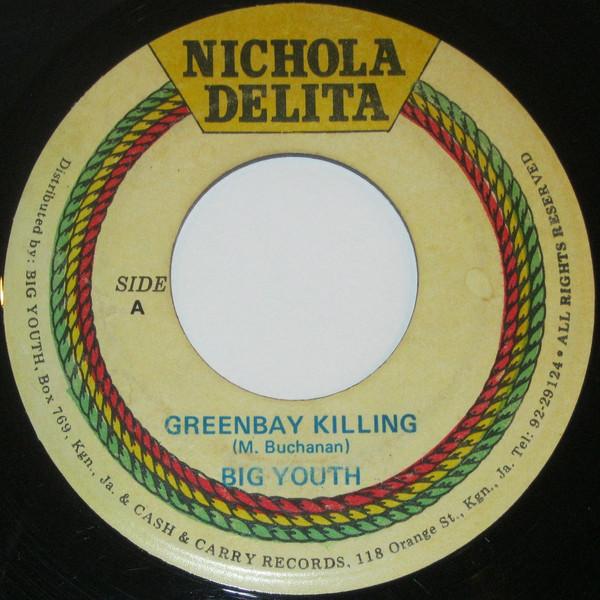 NICHOLA
DELITA
SIDE
A
GREENBAY KILLING
(M. Buchanan)
BIG YOUTH
Distributed by: BIG YOUTH, Box 769, Kgn., Ja. & CASH & CARRY RECORDS, 118 Orange St., Kgn., Ja. Tel: 92-29124 • ALL RIGHTS RESERVED